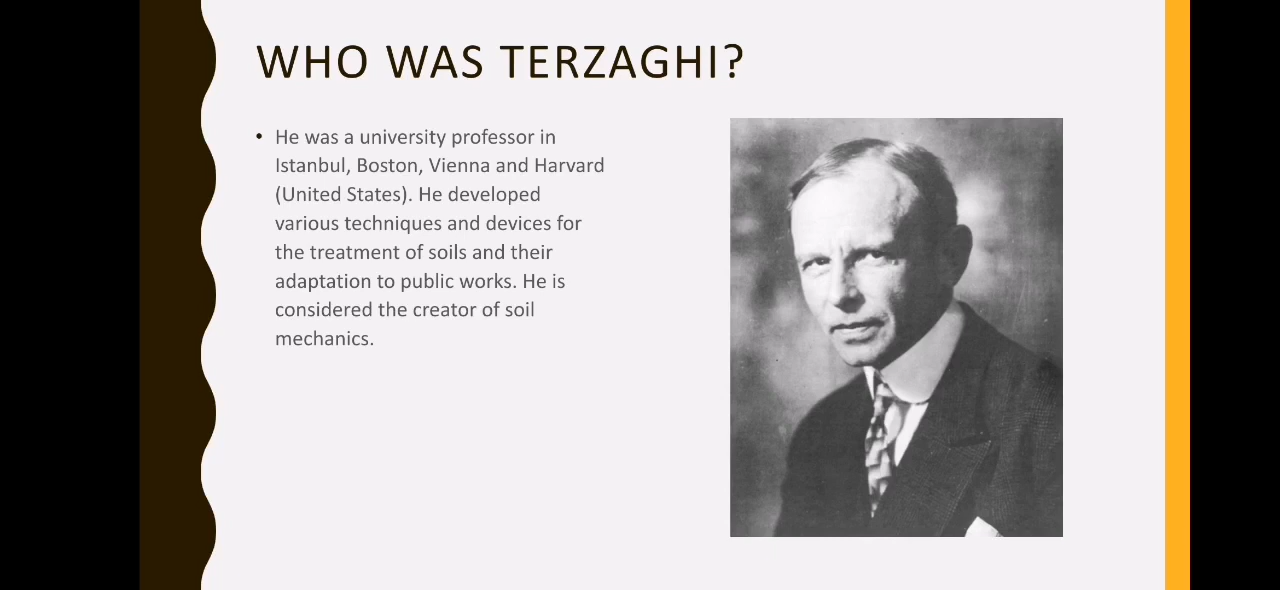 WHO WAS TERZAGHI?
• He was a university professor in
Istanbul, Boston, Vienna and Harvard
(United States). He developed
various techniques and devices for
the treatment of soils and their
adaptation to public works. He is
considered the creator of soil
mechanics.